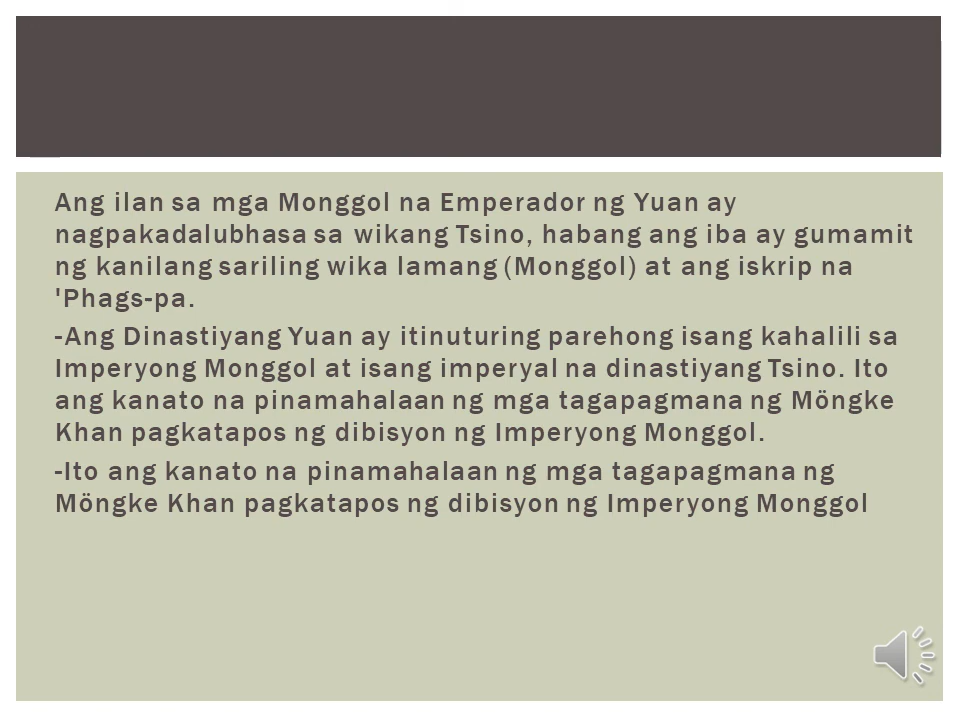 Ang ilan sa mga Monggol na Emperador ng Yuan ay
nagpakadalubhasa sa wikang Tsino, habang ang iba ay gumamit
ng kanilang sariling wika lamang (Monggol) at ang iskrip na
'Phags-pa.
-Ang Dinastiyang Yuan ay itinuturing parehong isang kahalili sa
Imperyong Monggol at isang imperyal na dinastiyang Tsino. Ito
ang kanato na pinamahalaan ng mga tagapagmana ng Möngke
Khan pagkatapos ng dibisyon ng Imperyong Monggol.
-Ito ang kanato na pinamahalaan ng mga tagapagmana ng
Möngke Khan pagkatapos ng dibisyon ng Imperyong Monggol